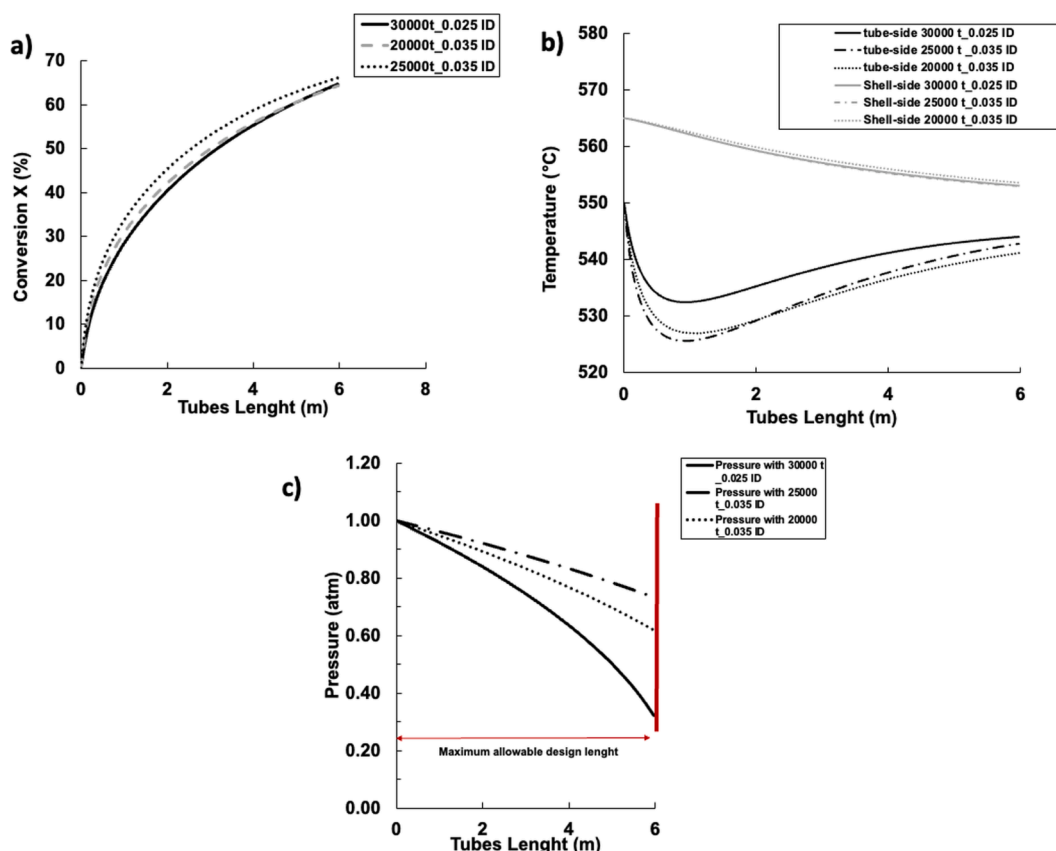 a)
30000t_0.025 ID
20000t_0.035 ID
25000t_0.035 ID
70
60
50
40
30
20
10
0
Conversion X (%)
0 2 4 6 8
Tubes Lenght (m)
b)
tube-side 30000 t_0.025 ID
tube-side 25000 t_0.035 ID
tube-side 20000 t_0.035 ID
Shell-side 30000 t_0.025 ID
Shell-side 25000 t_0.035 ID
Shell-side 20000 t_0.035 ID
580
570
560
550
540
530
520
Temperature (°C)
0 2 4 6
Tubes Lenght (m)
c)
Pressure with 30000 t
_0.025 ID
Pressure with 25000
t_0.035 ID
Pressure with 20000
t_0.035 ID
1.20
1.00
0.80
0.60
0.40
0.20
0.00
Pressure (atm)
Maximum allowable design lenght
0 2 4 6
Tubes Lenght (m)